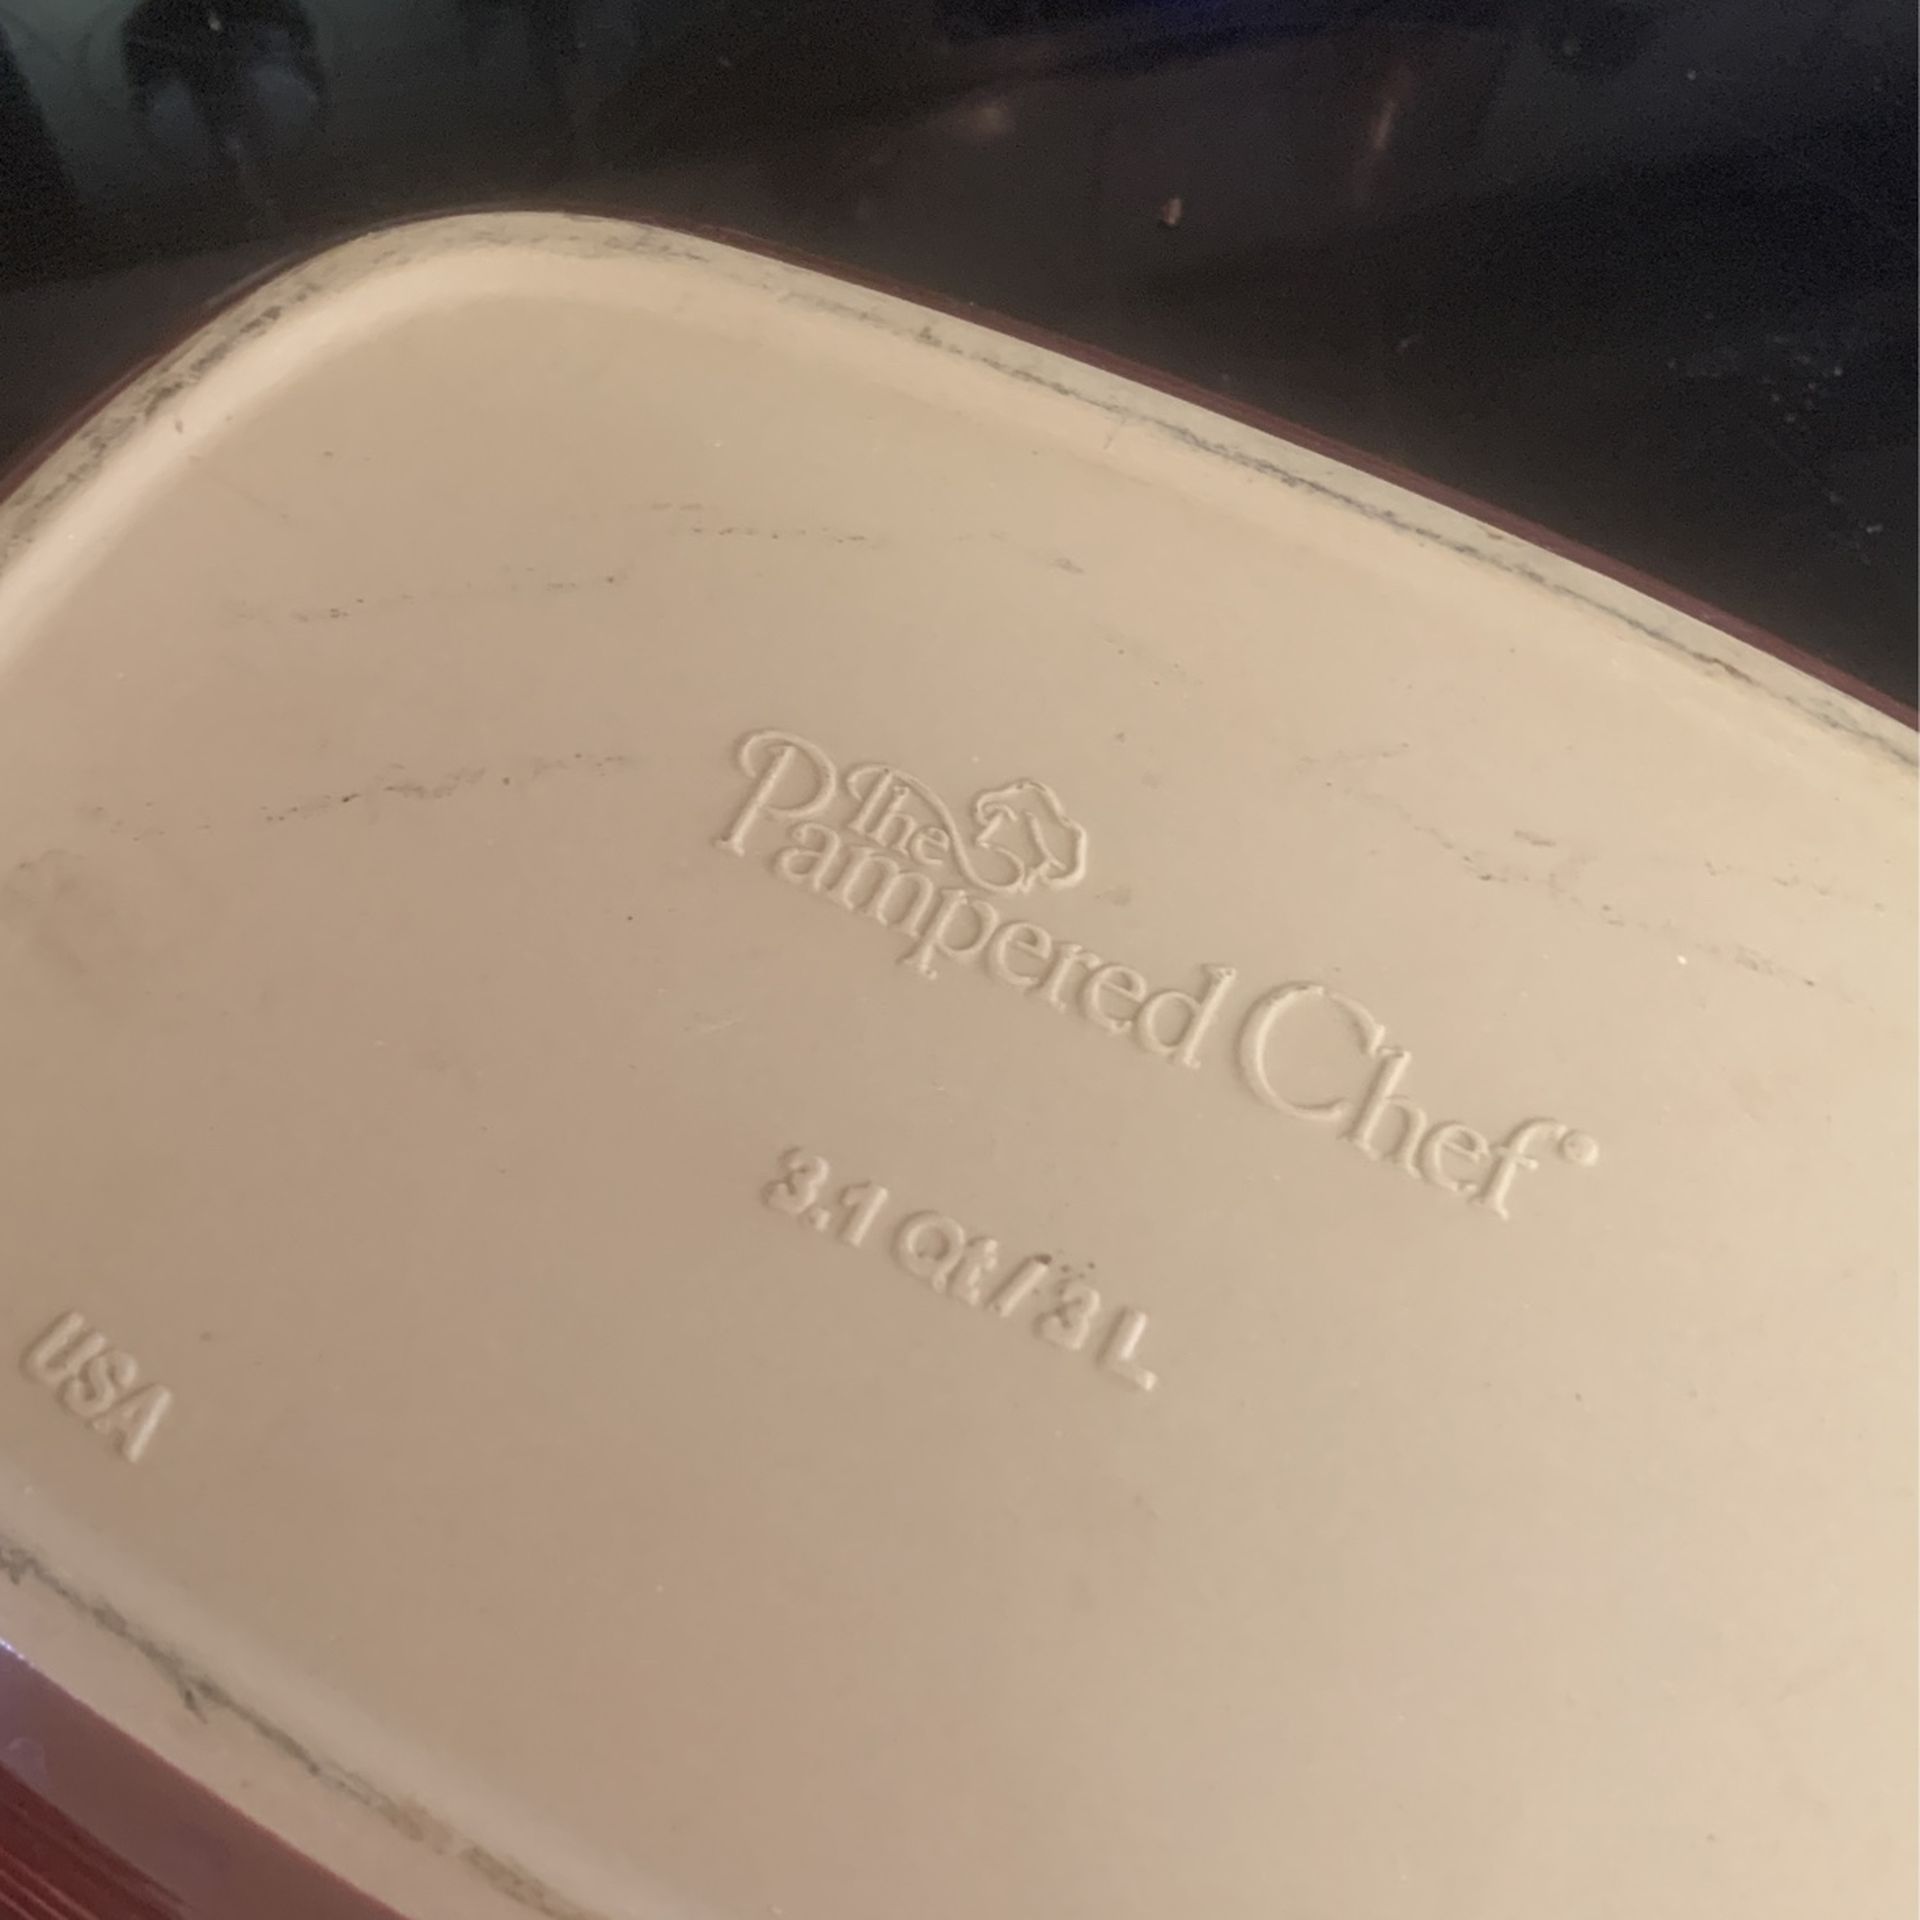 The
Pampered Chef®
3.1 Qt / 3 L
USA